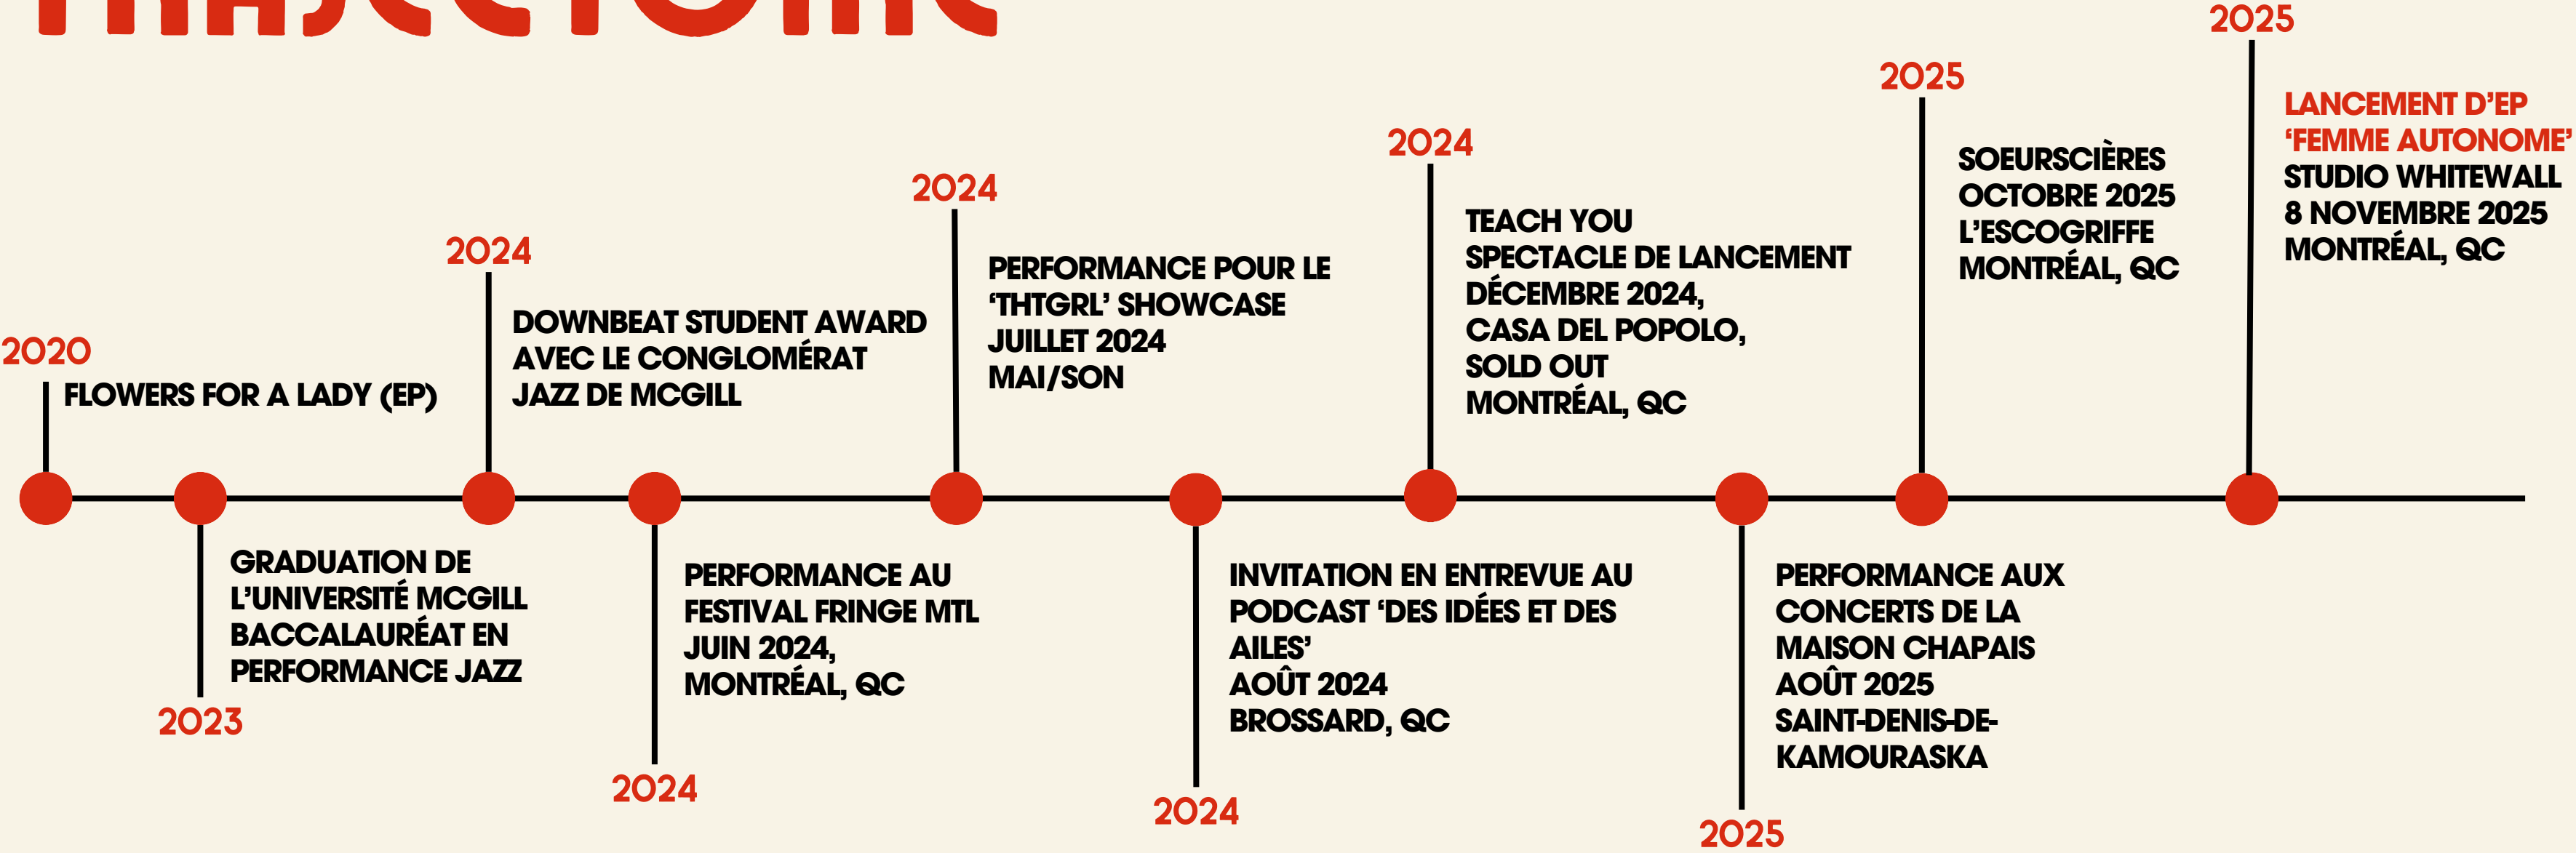 TRAJECTOIRE
2020
FLOWERS FOR A LADY (EP)
GRADUATION DE
L'UNIVERSITÉ MCGILL
BACCALAURÉAT EN
PERFORMANCE JAZZ
2023
2024
DOWNBEAT STUDENT AWARD
AVEC LE CONGLOMÉRAT
JAZZ DE MCGILL
PERFORMANCE AU
FESTIVAL FRINGE MTL
JUIN 2024,
MONTRÉAL, QC
2024
2024
PERFORMANCE POUR LE
‘THTGRL’ SHOWCASE
JUILLET 2024
MAI/SON
INVITATION EN ENTREVUE AU
PODCAST ‘DES IDÉES ET DES
AILES’
AOÛT 2024
BROSSARD, QC
2024
2024
TEACH YOU
SPECTACLE DE LANCEMENT
DÉCEMBRE 2024,
CASA DEL POPOLO,
SOLD OUT
MONTRÉAL, QC
PERFORMANCE AUX
CONCERTS DE LA
MAISON CHAPAIS
AOÛT 2025
SAINT-DENIS-DE-
KAMOURASKA
2025
2025
SOEURSCIÈRES
OCTOBRE 2025
L’ESCOGRIFFE
MONTRÉAL, QC
2025
LANCEMENT D’EP
‘FEMME AUTONOME’
STUDIO WHITEWALL
8 NOVEMBRE 2025
MONTRÉAL, QC